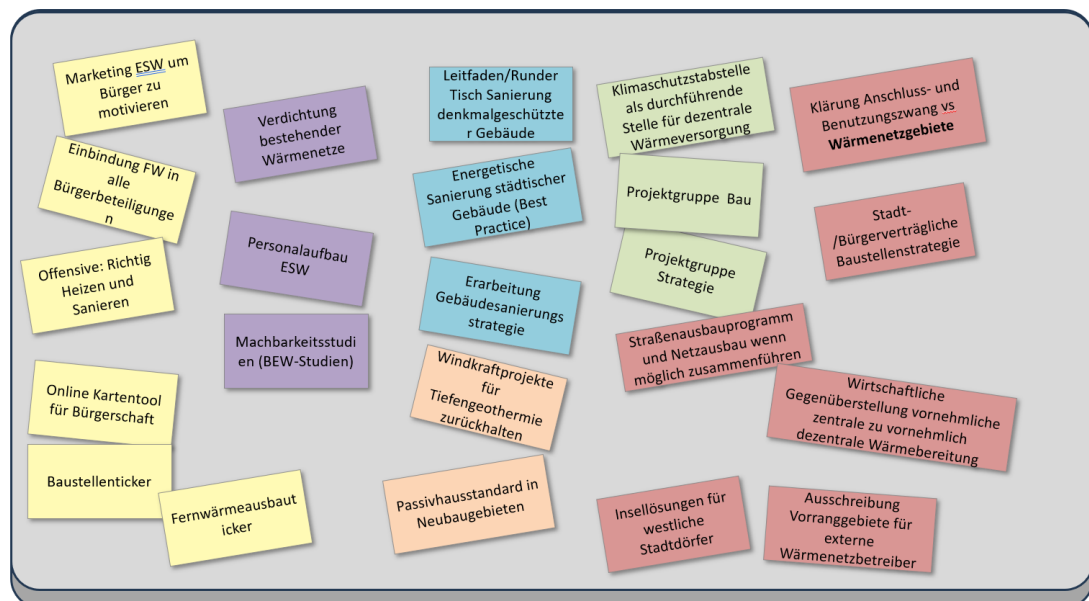 Marketing ESW um
Bürger zu
motivieren
Einbindung FW in
alle
Bürgerbeteiligunge
n
Offensive: Richtig
Heizen und
Sanieren
Online Kartentool
für Bürgerschaft
Baustellenticker
Fernwärmeausbaut
icker
Verdichtung
bestehender
Wärmenetze
Personalaufbau
ESW
Machbarkeitsstudi
en (BEW-Studien)
Leitfaden/Runder
Tisch Sanierung
denkmalgeschützte
r Gebäude
Energetische
Sanierung städtischer
Gebäude (Best
Practice)
Erarbeitung
Gebäudesanierungs
strategie
Windkraftprojekte
für
Tiefengeothermie
zurückhalten
Passivhausstandard in
Neubaugebieten
Klimaschutzstabstelle
als durchführende
Stelle für dezentrale
Wärmeversorgung
Projektgruppe Bau
Projektgruppe
Strategie
Straßenausbauprogramm
und Netzausbau wenn
möglich zusammenführen
Insellösungen für
westliche
Stadtdörfer
Klärung Anschluss- und
Benutzungszwang vs
Wärmenetzgebiete
Stadt-
/Bürgerverträgliche
Baustellenstrategie
Wirtschaftliche
Gegenüberstellung vornehmliche
zentrale zu vornehmlich
dezentrale Wärmebereitung
Ausschreibung
Vorranggebiete für
externe
Wärmenetzbetreiber